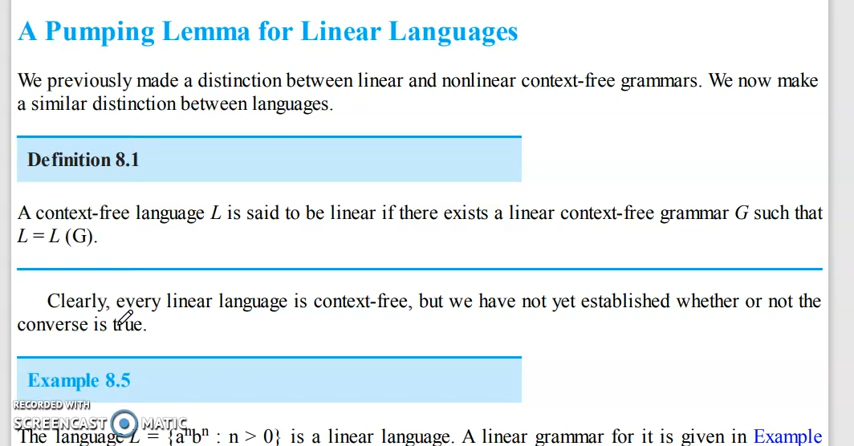 A Pumping Lemma for Linear Languages
We previously made a distinction between linear and nonlinear context-free grammars. We now make
a similar distinction between languages.
Definition 8.1
A context-free language L is said to be linear if there exists a linear context-free grammar G such that
L = L (G).
Clearly, every linear language is context-free, but we have not yet established whether or not the
converse is true.
Example 8.5
RECORDED WITH
SCREENCAST MATIC
The language L = {aⁿbⁿ : n > 0} is a linear language. A linear grammar for it is given in Example